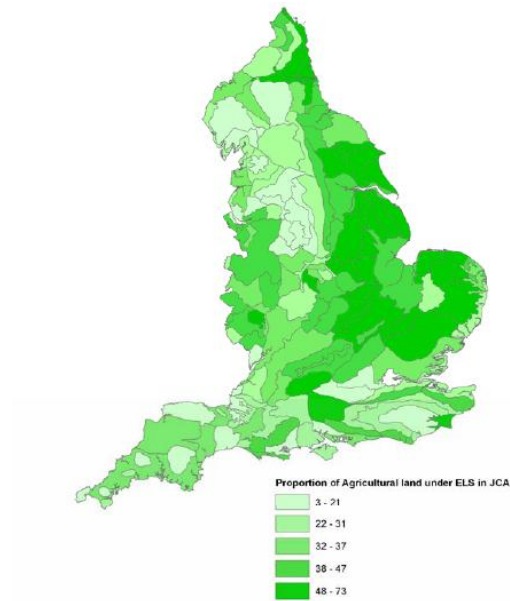 Proportion of Agricultural land under ELS in JCA
3 - 21
22 - 31
32 - 37
38 - 47
48 - 73